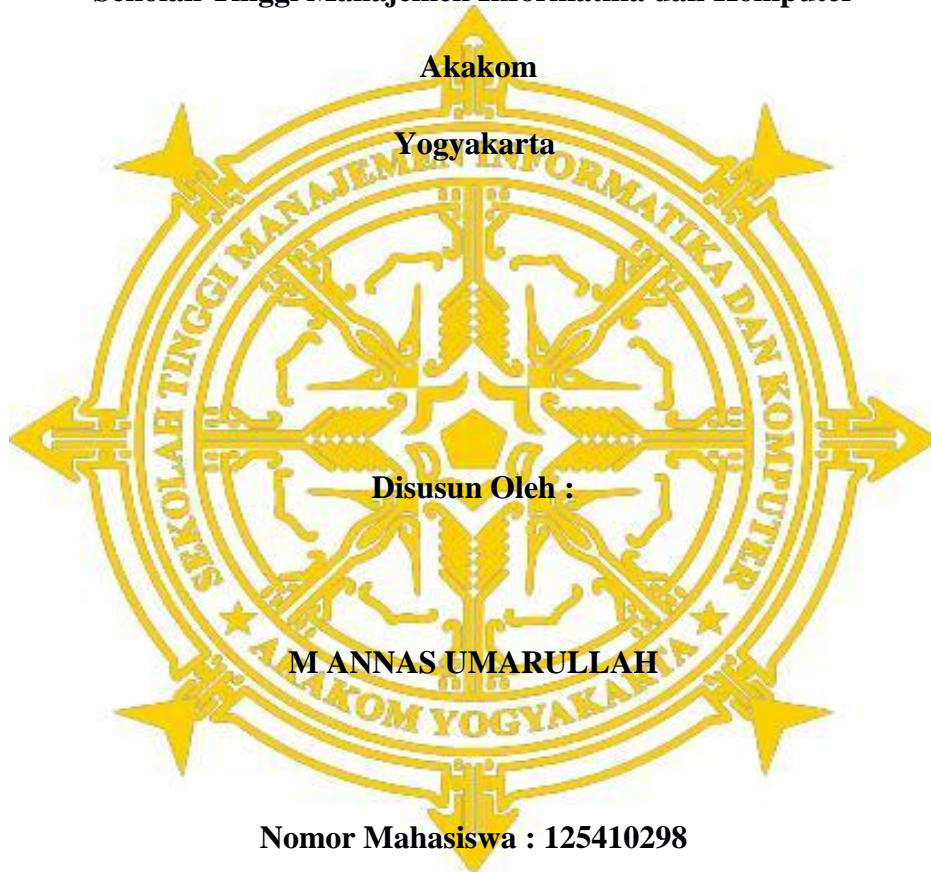 Sekolah Tinggi Manajemen Informatika dan Komputer
Akakom
Yogyakarta
SEKOLAH TINGGI MANAJEMEN INFORMATIKA DAN KOMPUTER
Disusun Oleh :
M ANNAS UMARULLAH
★ AKAKOM YOGYAKARTA ★
Nomor Mahasiswa : 125410298